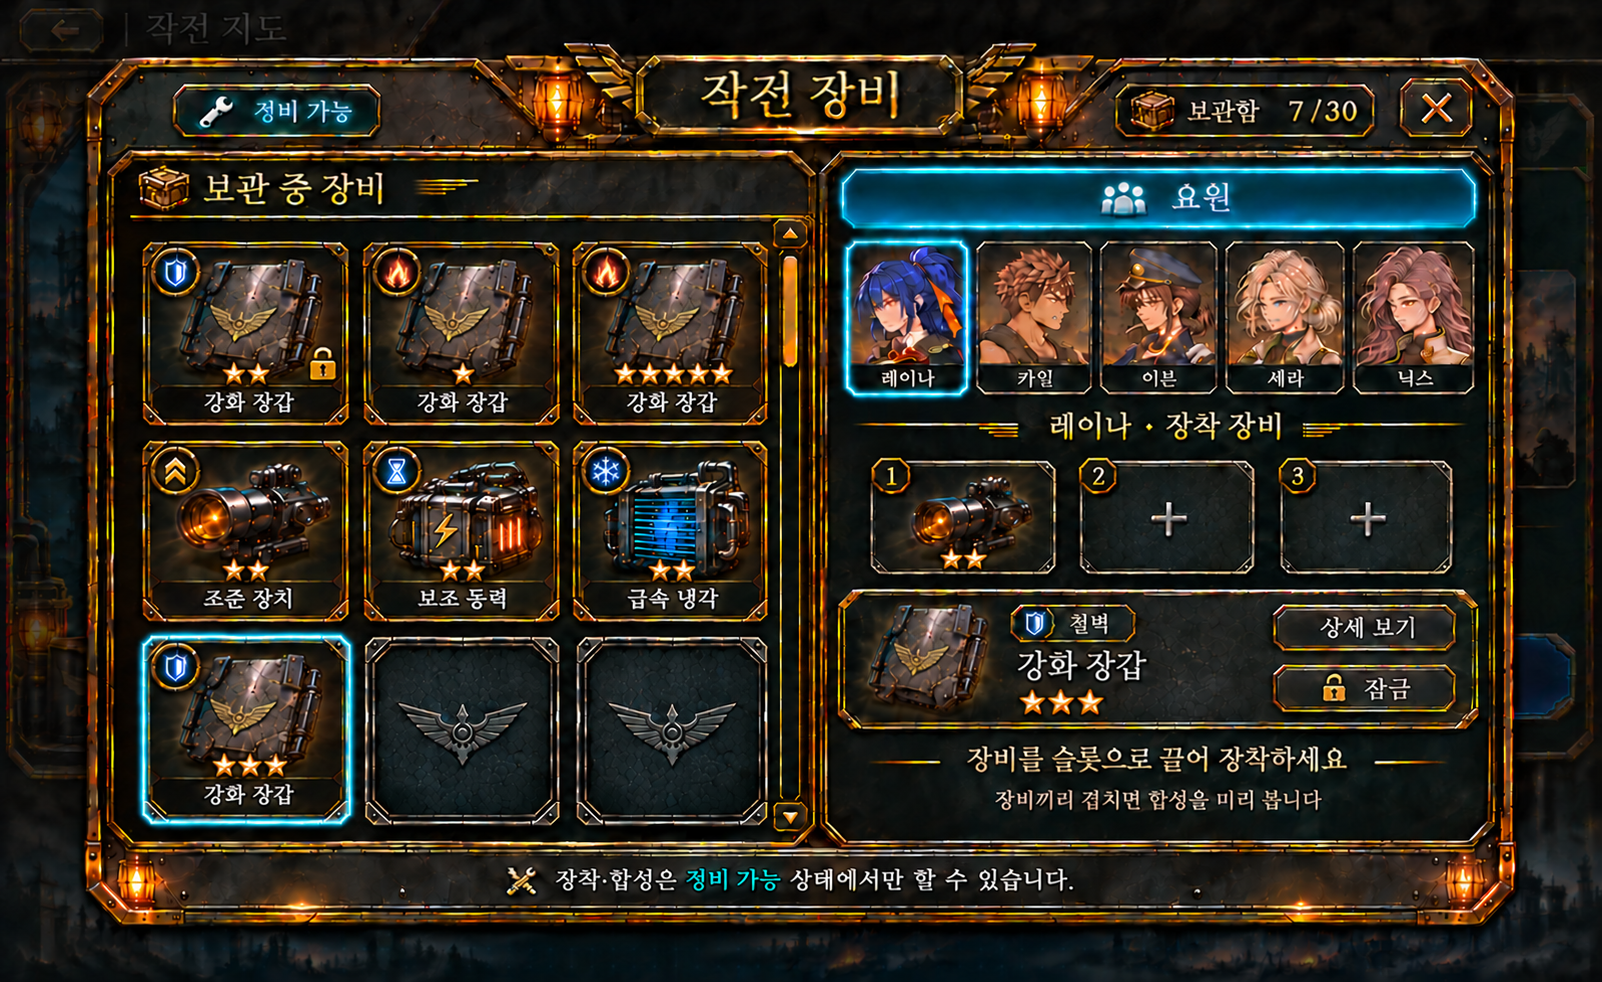 작전 지도
정비 가능
작전 장비
보관함 7/30
보관 중 장비
강화 장갑
강화 장갑
강화 장갑
조준 장치
보조 동력
급속 냉각
강화 장갑
요원
레이나
카일
이븐
세라
닉스
레이나 · 장착 장비
1
2
3
철벽
강화 장갑
상세 보기
잠금
장비를 슬롯으로 끌어 장착하세요
장비끼리 겹치면 합성을 미리 봅니다
장착·합성은 정비 가능 상태에서만 할 수 있습니다.